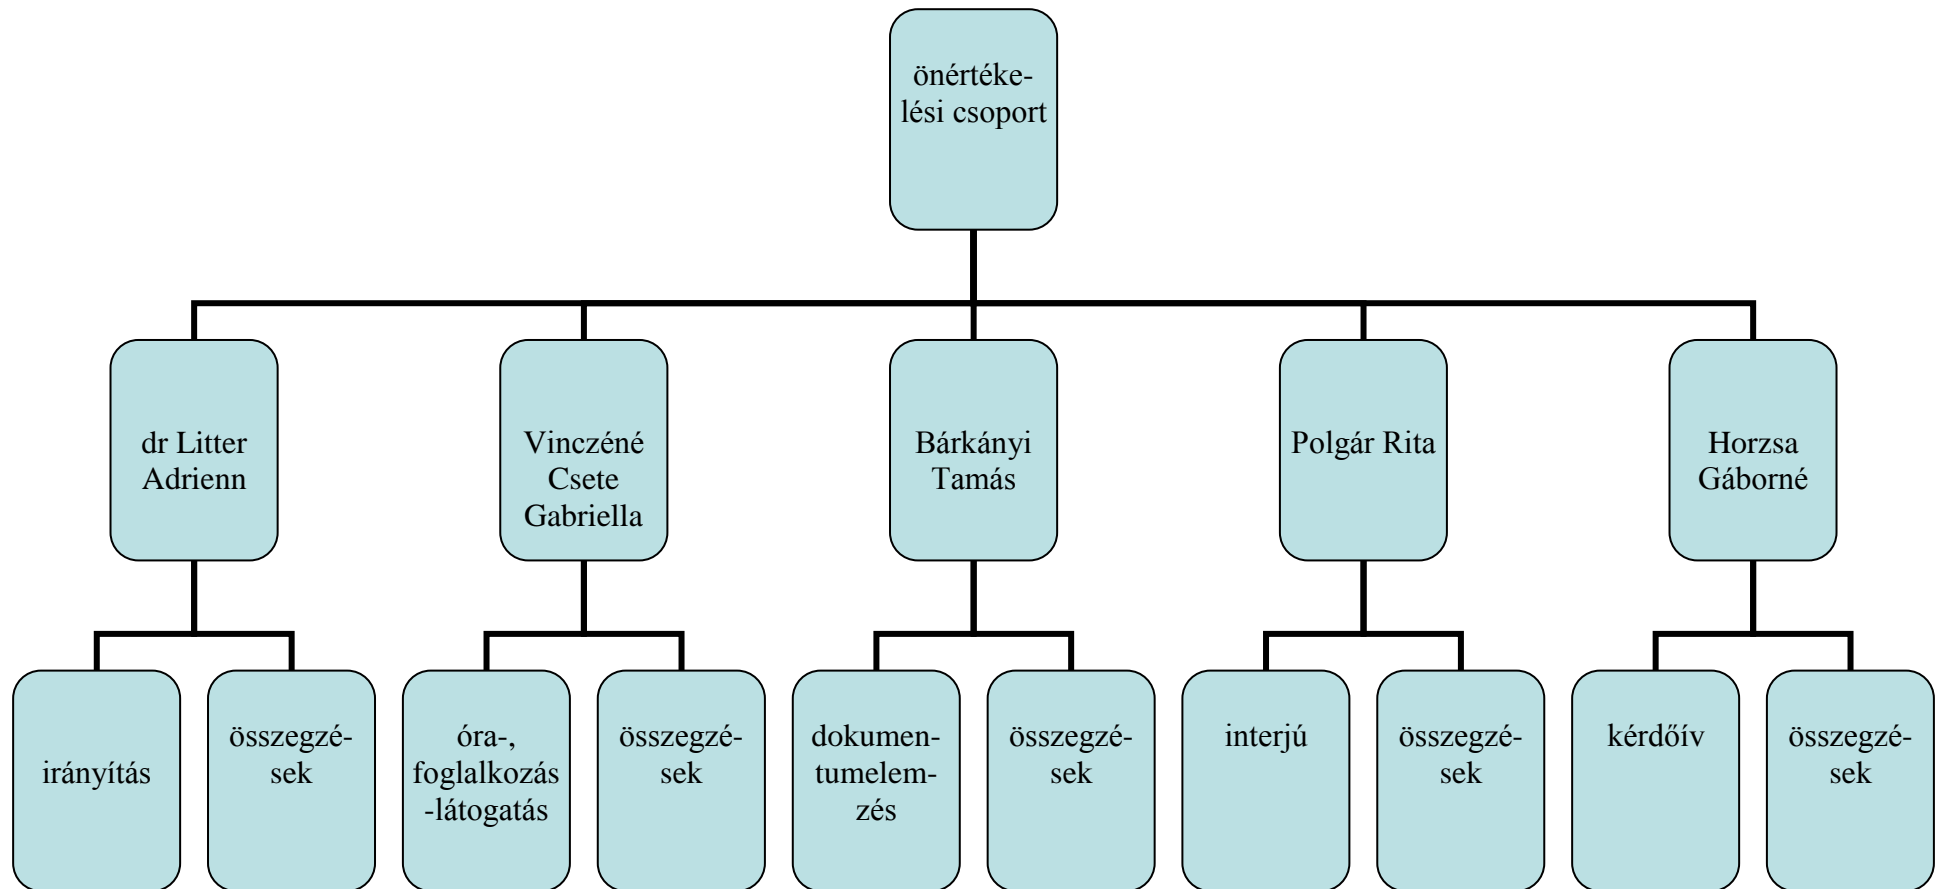 önértéke-
lési csoport
dr Litter
Adrienn
Vinczéné
Csete
Gabriella
Bárkányi
Tamás
Polgár Rita
Horzsa
Gáborné
irányítás
összegzé-
sek
óra-,
foglalkozás
-látogatás
összegzé-
sek
dokumen-
tumelem-
zés
összegzé-
sek
interjú
összegzé-
sek
kérdőív
összegzé-
sek